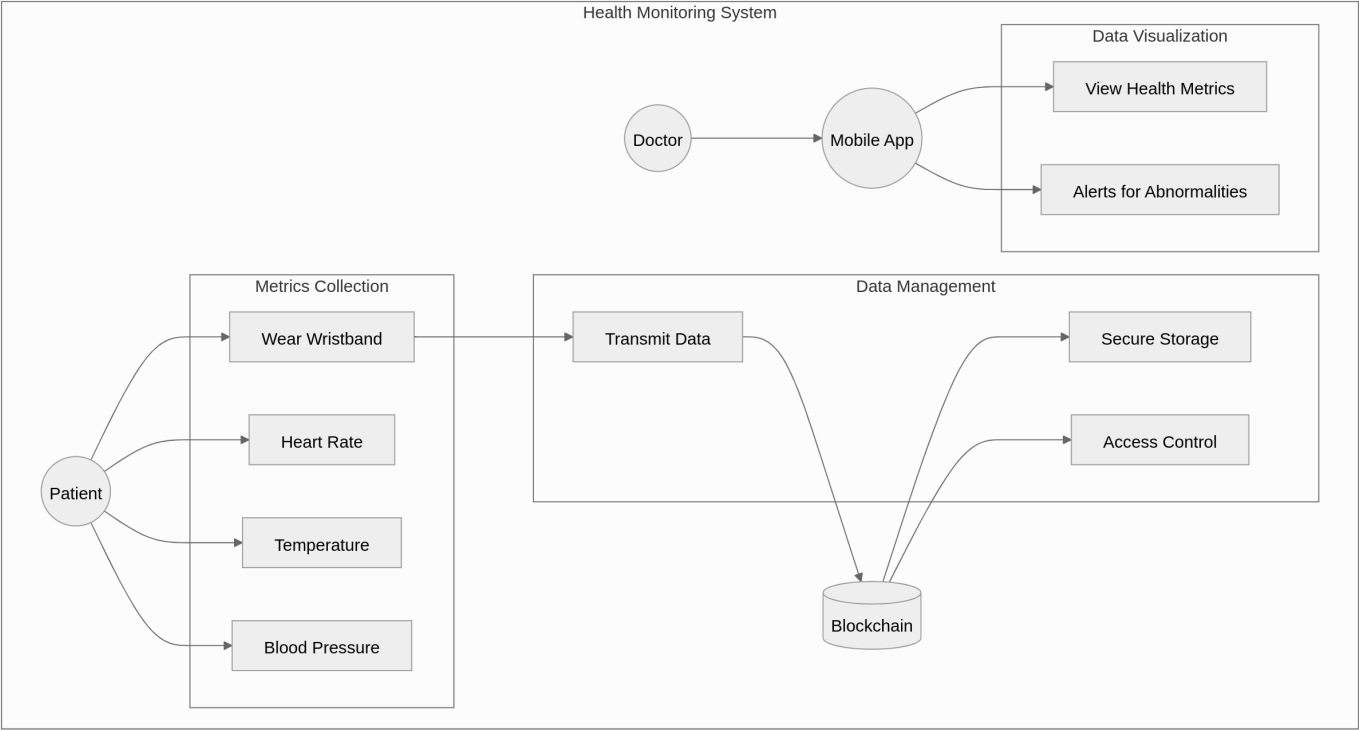 Health Monitoring System
Data Visualization
View Health Metrics
Doctor
Mobile App
Alerts for Abnormalities
Metrics Collection
Data Management
Wear Wristband
Transmit Data
Secure Storage
Heart Rate
Access Control
Patient
Temperature
Blockchain
Blood Pressure